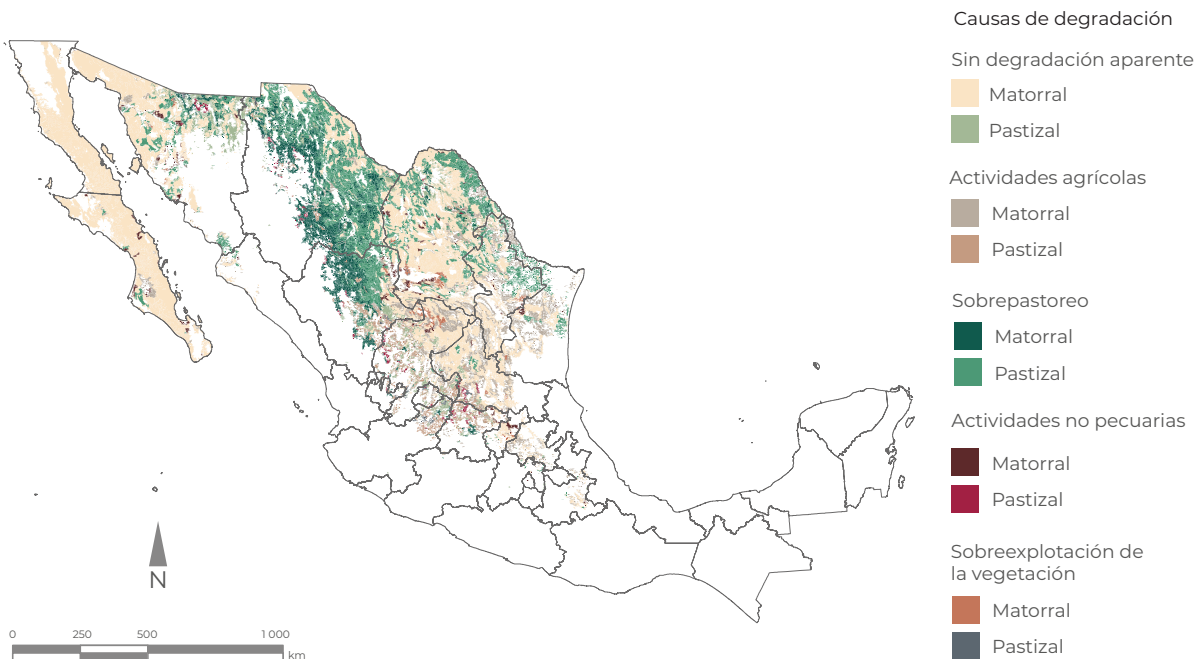 Causas de degradación
Sin degradación aparente
Matorral
Pastizal
Actividades agrícolas
Matorral
Pastizal
Sobrepastoreo
Matorral
Pastizal
Actividades no pecuarias
Matorral
Pastizal
Sobreexplotación de
la vegetación
Matorral
Pastizal
N
0 250 500 1 000
km